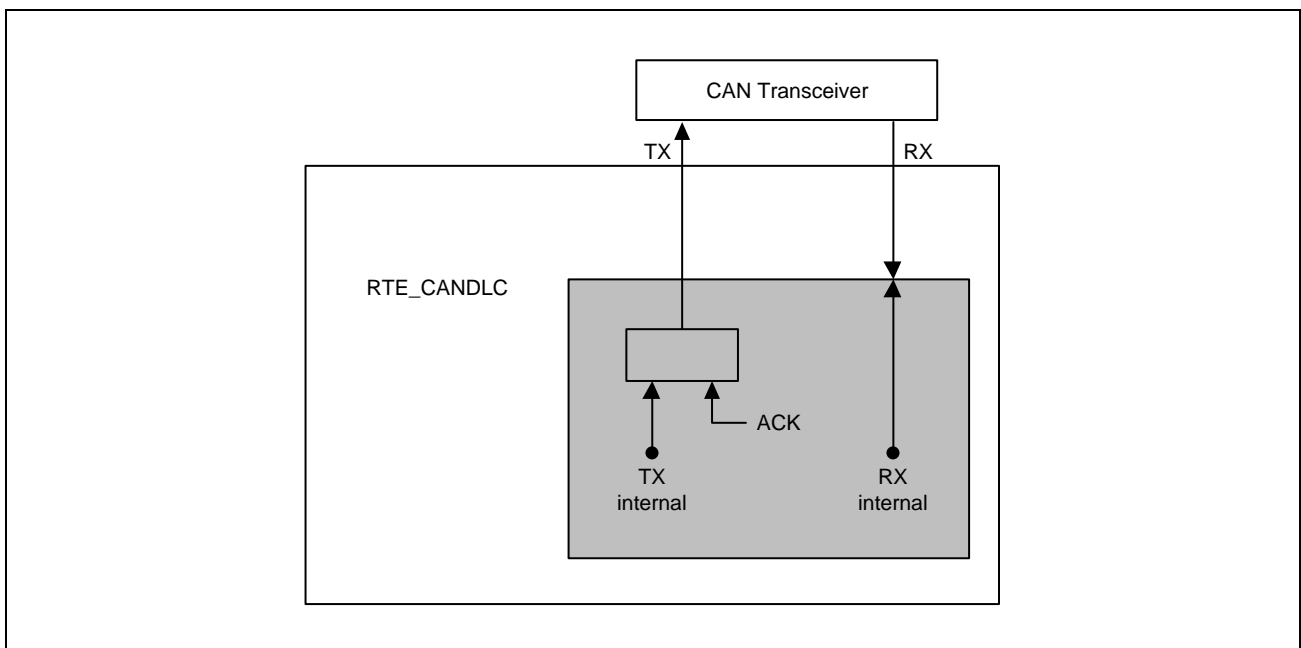 CAN Transceiver
TX
RX
RTE_CANDLC
ACK
TX
internal
RX
internal